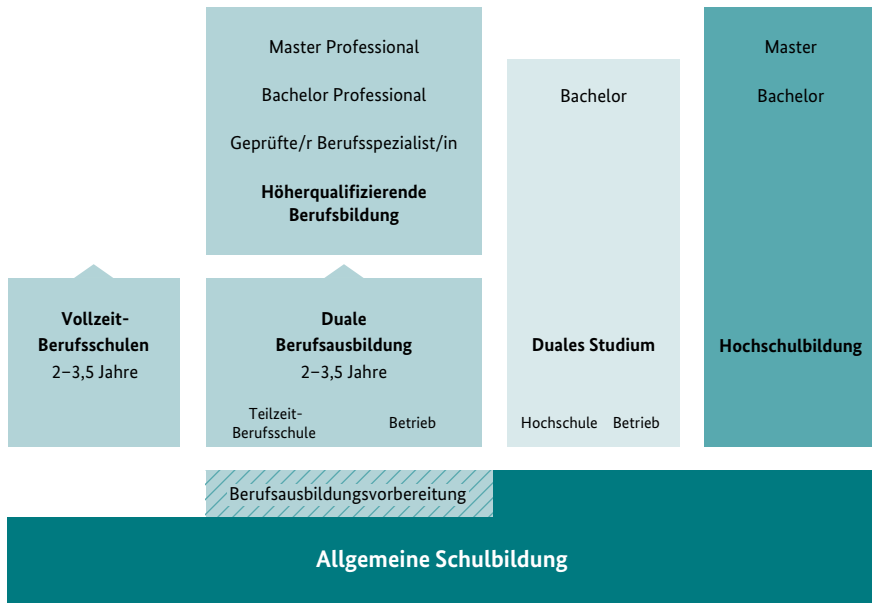 Master Professional
Bachelor Professional
Geprüfte/r Berufsspezialist/in
Höherqualifizierende
Berufsbildung
Bachelor
Master
Bachelor
Vollzeit-
Berufsschulen
2–3,5 Jahre
Duale
Berufsausbildung
2–3,5 Jahre
Teilzeit-
Berufsschule
Betrieb
Duales Studium
Hochschule Betrieb
Hochschulbildung
Berufsausbildungsvorbereitung
Allgemeine Schulbildung